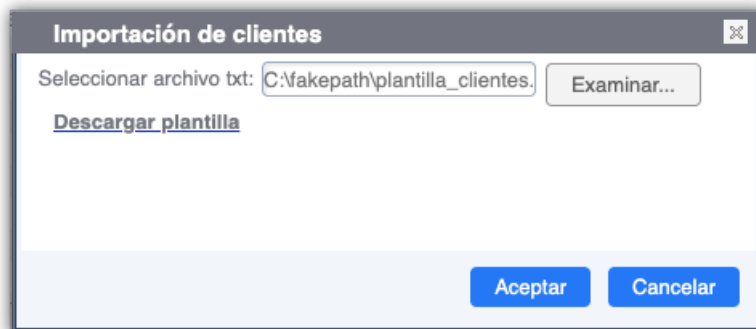 Importación de clientes
Seleccionar archivo txt: C:\fakepath\plantilla_clientes. Examinar...
Descargar plantilla
Aceptar Cancelar